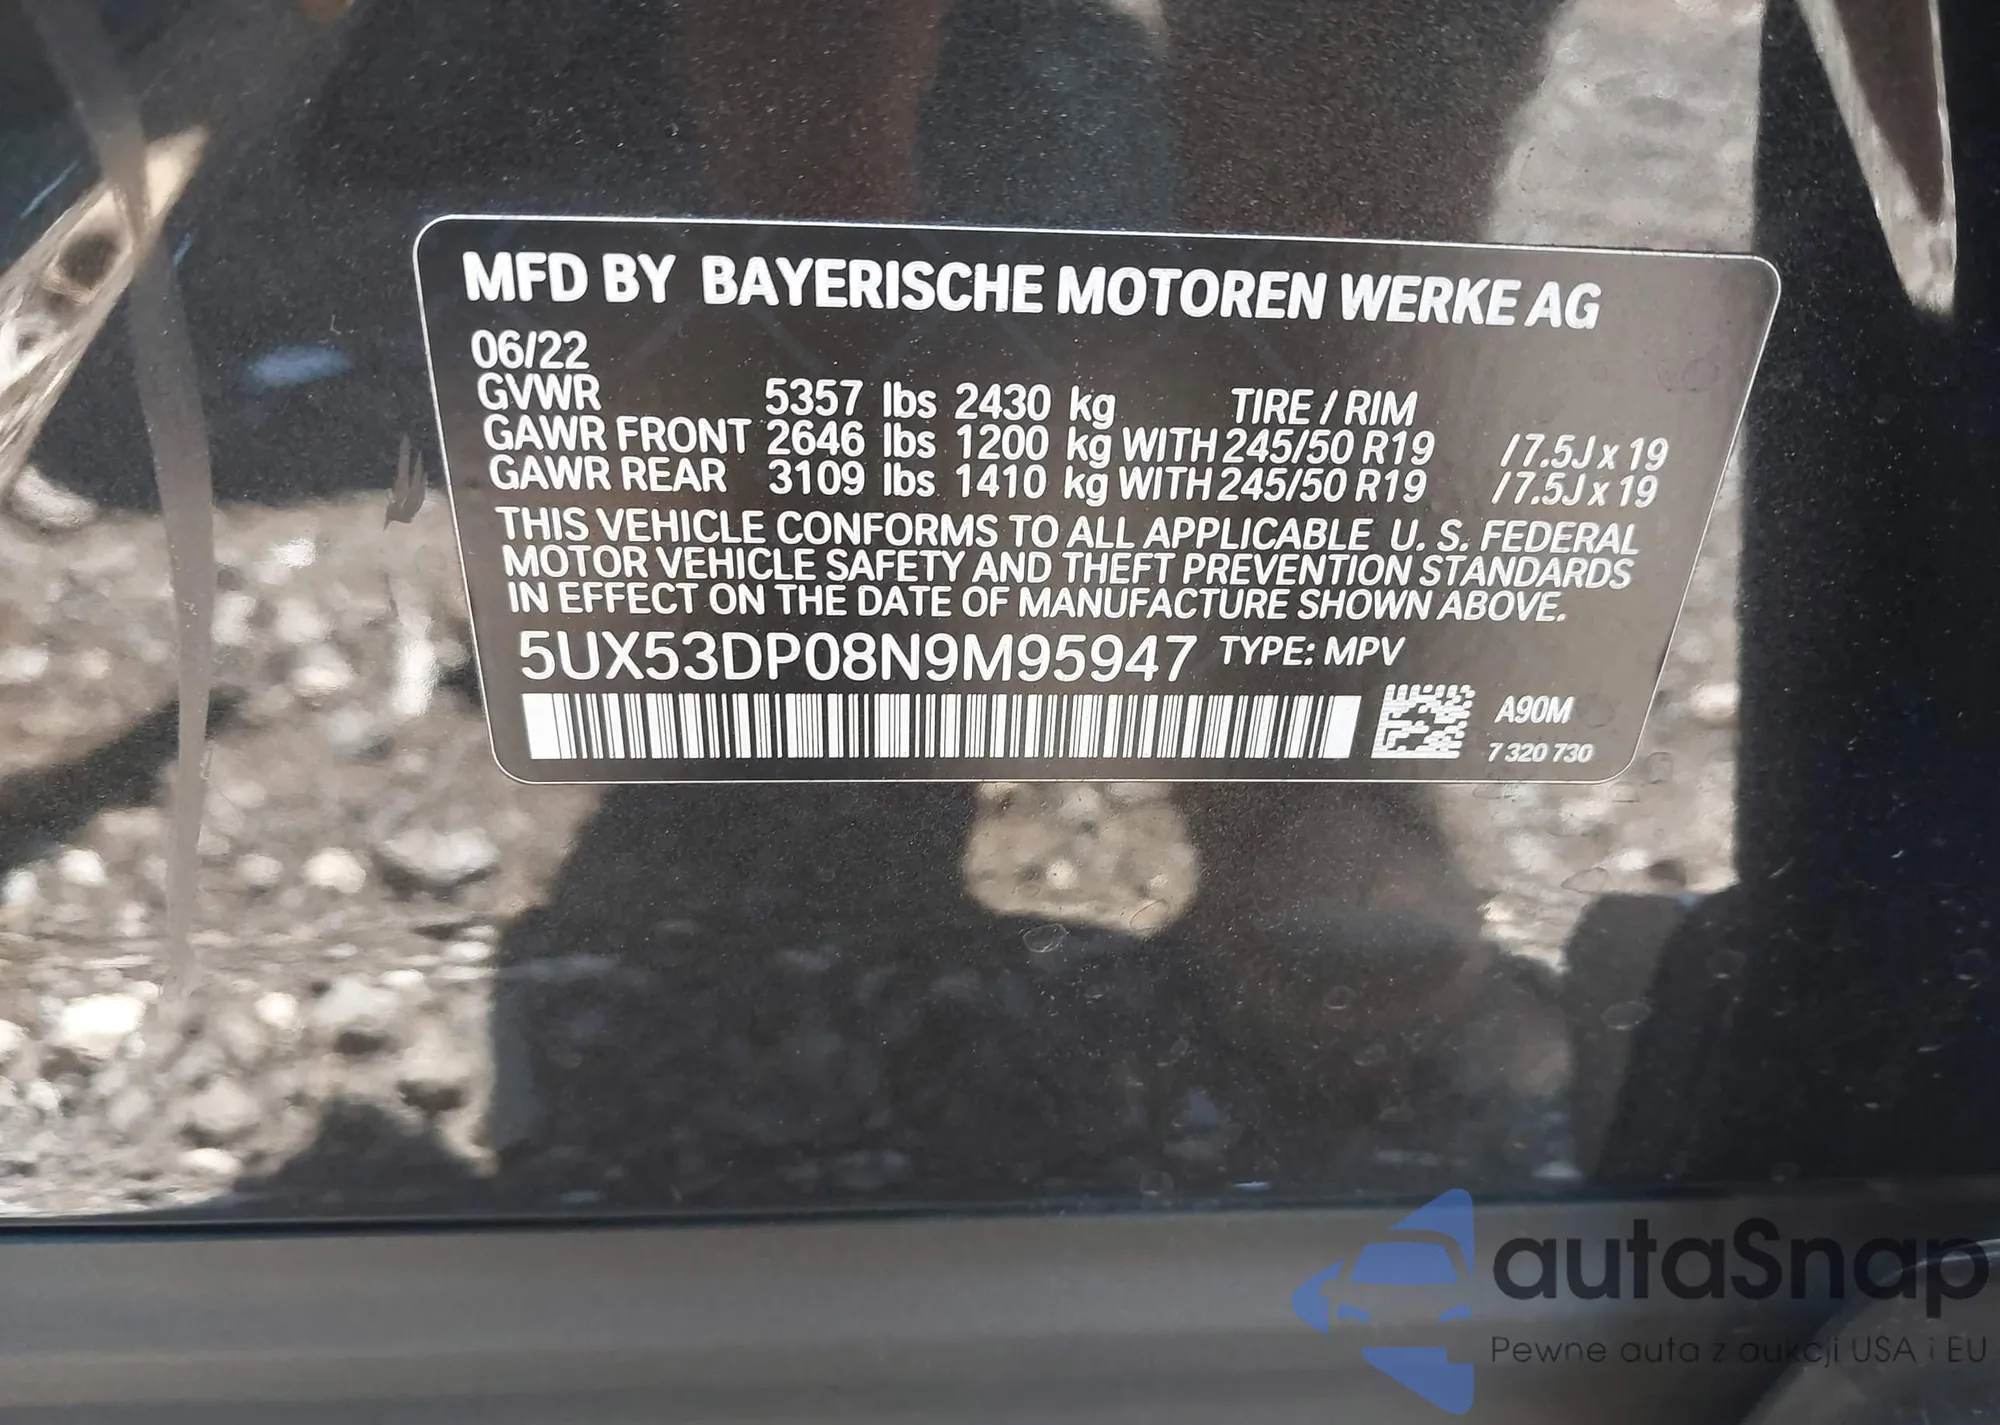 MFD BY BAYERISCHE MOTOREN WERKE AG
06/22
GVWR 5357 lbs 2430 kg TIRE / RIM
GAWR FRONT 2646 lbs 1200 kg WITH 245/50 R19 / 7.5J x 19
GAWR REAR 3109 lbs 1410 kg WITH 245/50 R19 / 7.5J x 19
THIS VEHICLE CONFORMS TO ALL APPLICABLE U. S. FEDERAL
MOTOR VEHICLE SAFETY AND THEFT PREVENTION STANDARDS
IN EFFECT ON THE DATE OF MANUFACTURE SHOWN ABOVE.
5UX53DP08N9M95947 TYPE: MPV
A90M
7 320 730
autaSnap
Pewne auta z aukcji USA i EU